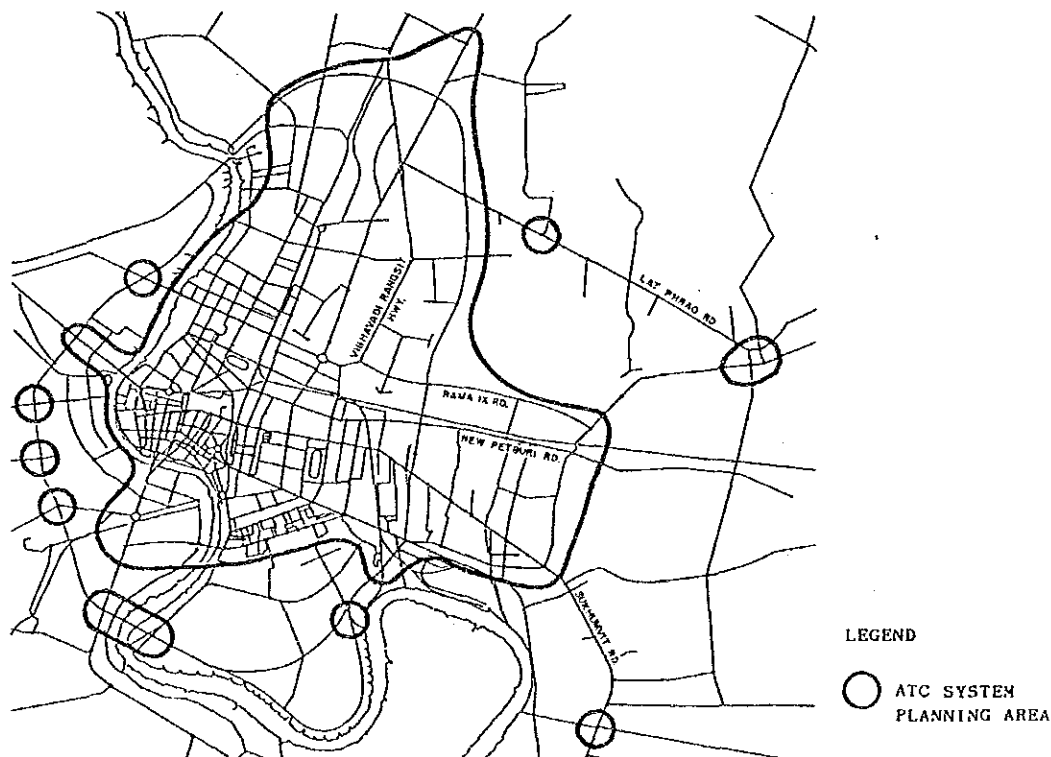 LAT PHRAO RD.
VIBHAVADI RANGSIT
HWY.
RAMA IX RD.
NEW PETBURI RD.
SUKHUMVIT RD.
LEGEND
ATC SYSTEM
PLANNING AREA